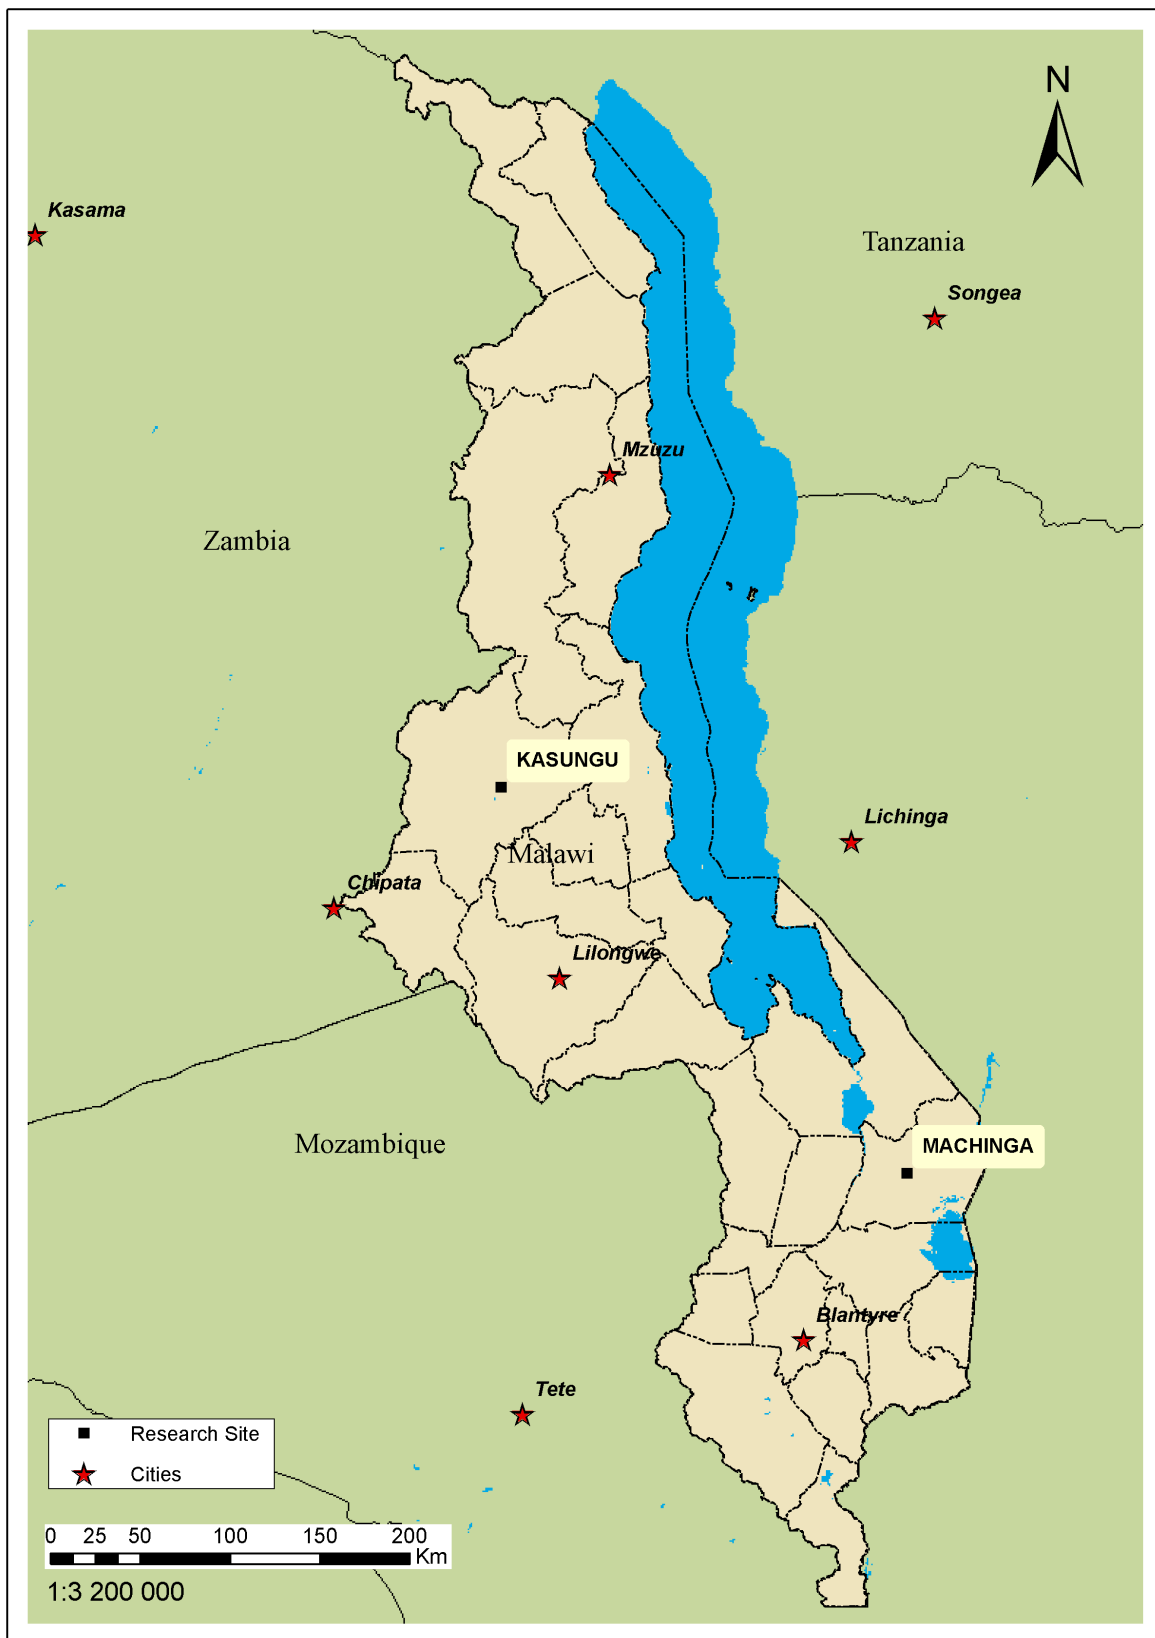 N
Kasama
Tanzania
Songea
Mzuzu
Zambia
KASUNGU
Lichinga
Malawi
Chipata
Lilongwe
Mozambique
MACHINGA
Blantyre
Tete
Research Site
Cities
0 25 50 100 150 200
Km
1:3 200 000